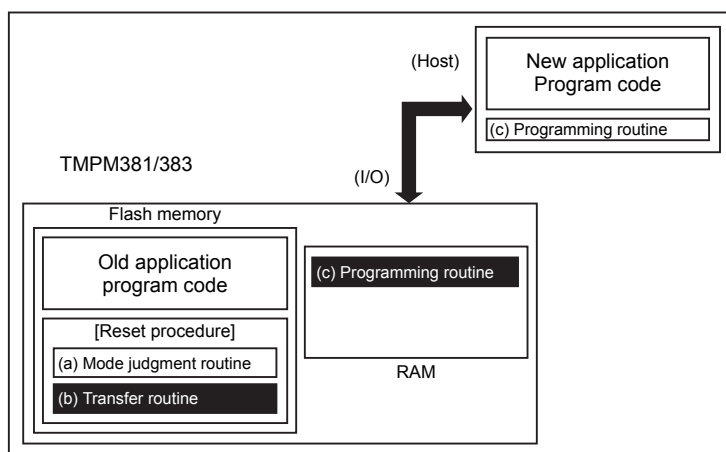 (Host)
New application
Program code
(c) Programming routine
TMPM381/383
(I/O)
Flash memory
Old application
program code
[Reset procedure]
(a) Mode judgment routine
(b) Transfer routine
(c) Programming routine
RAM